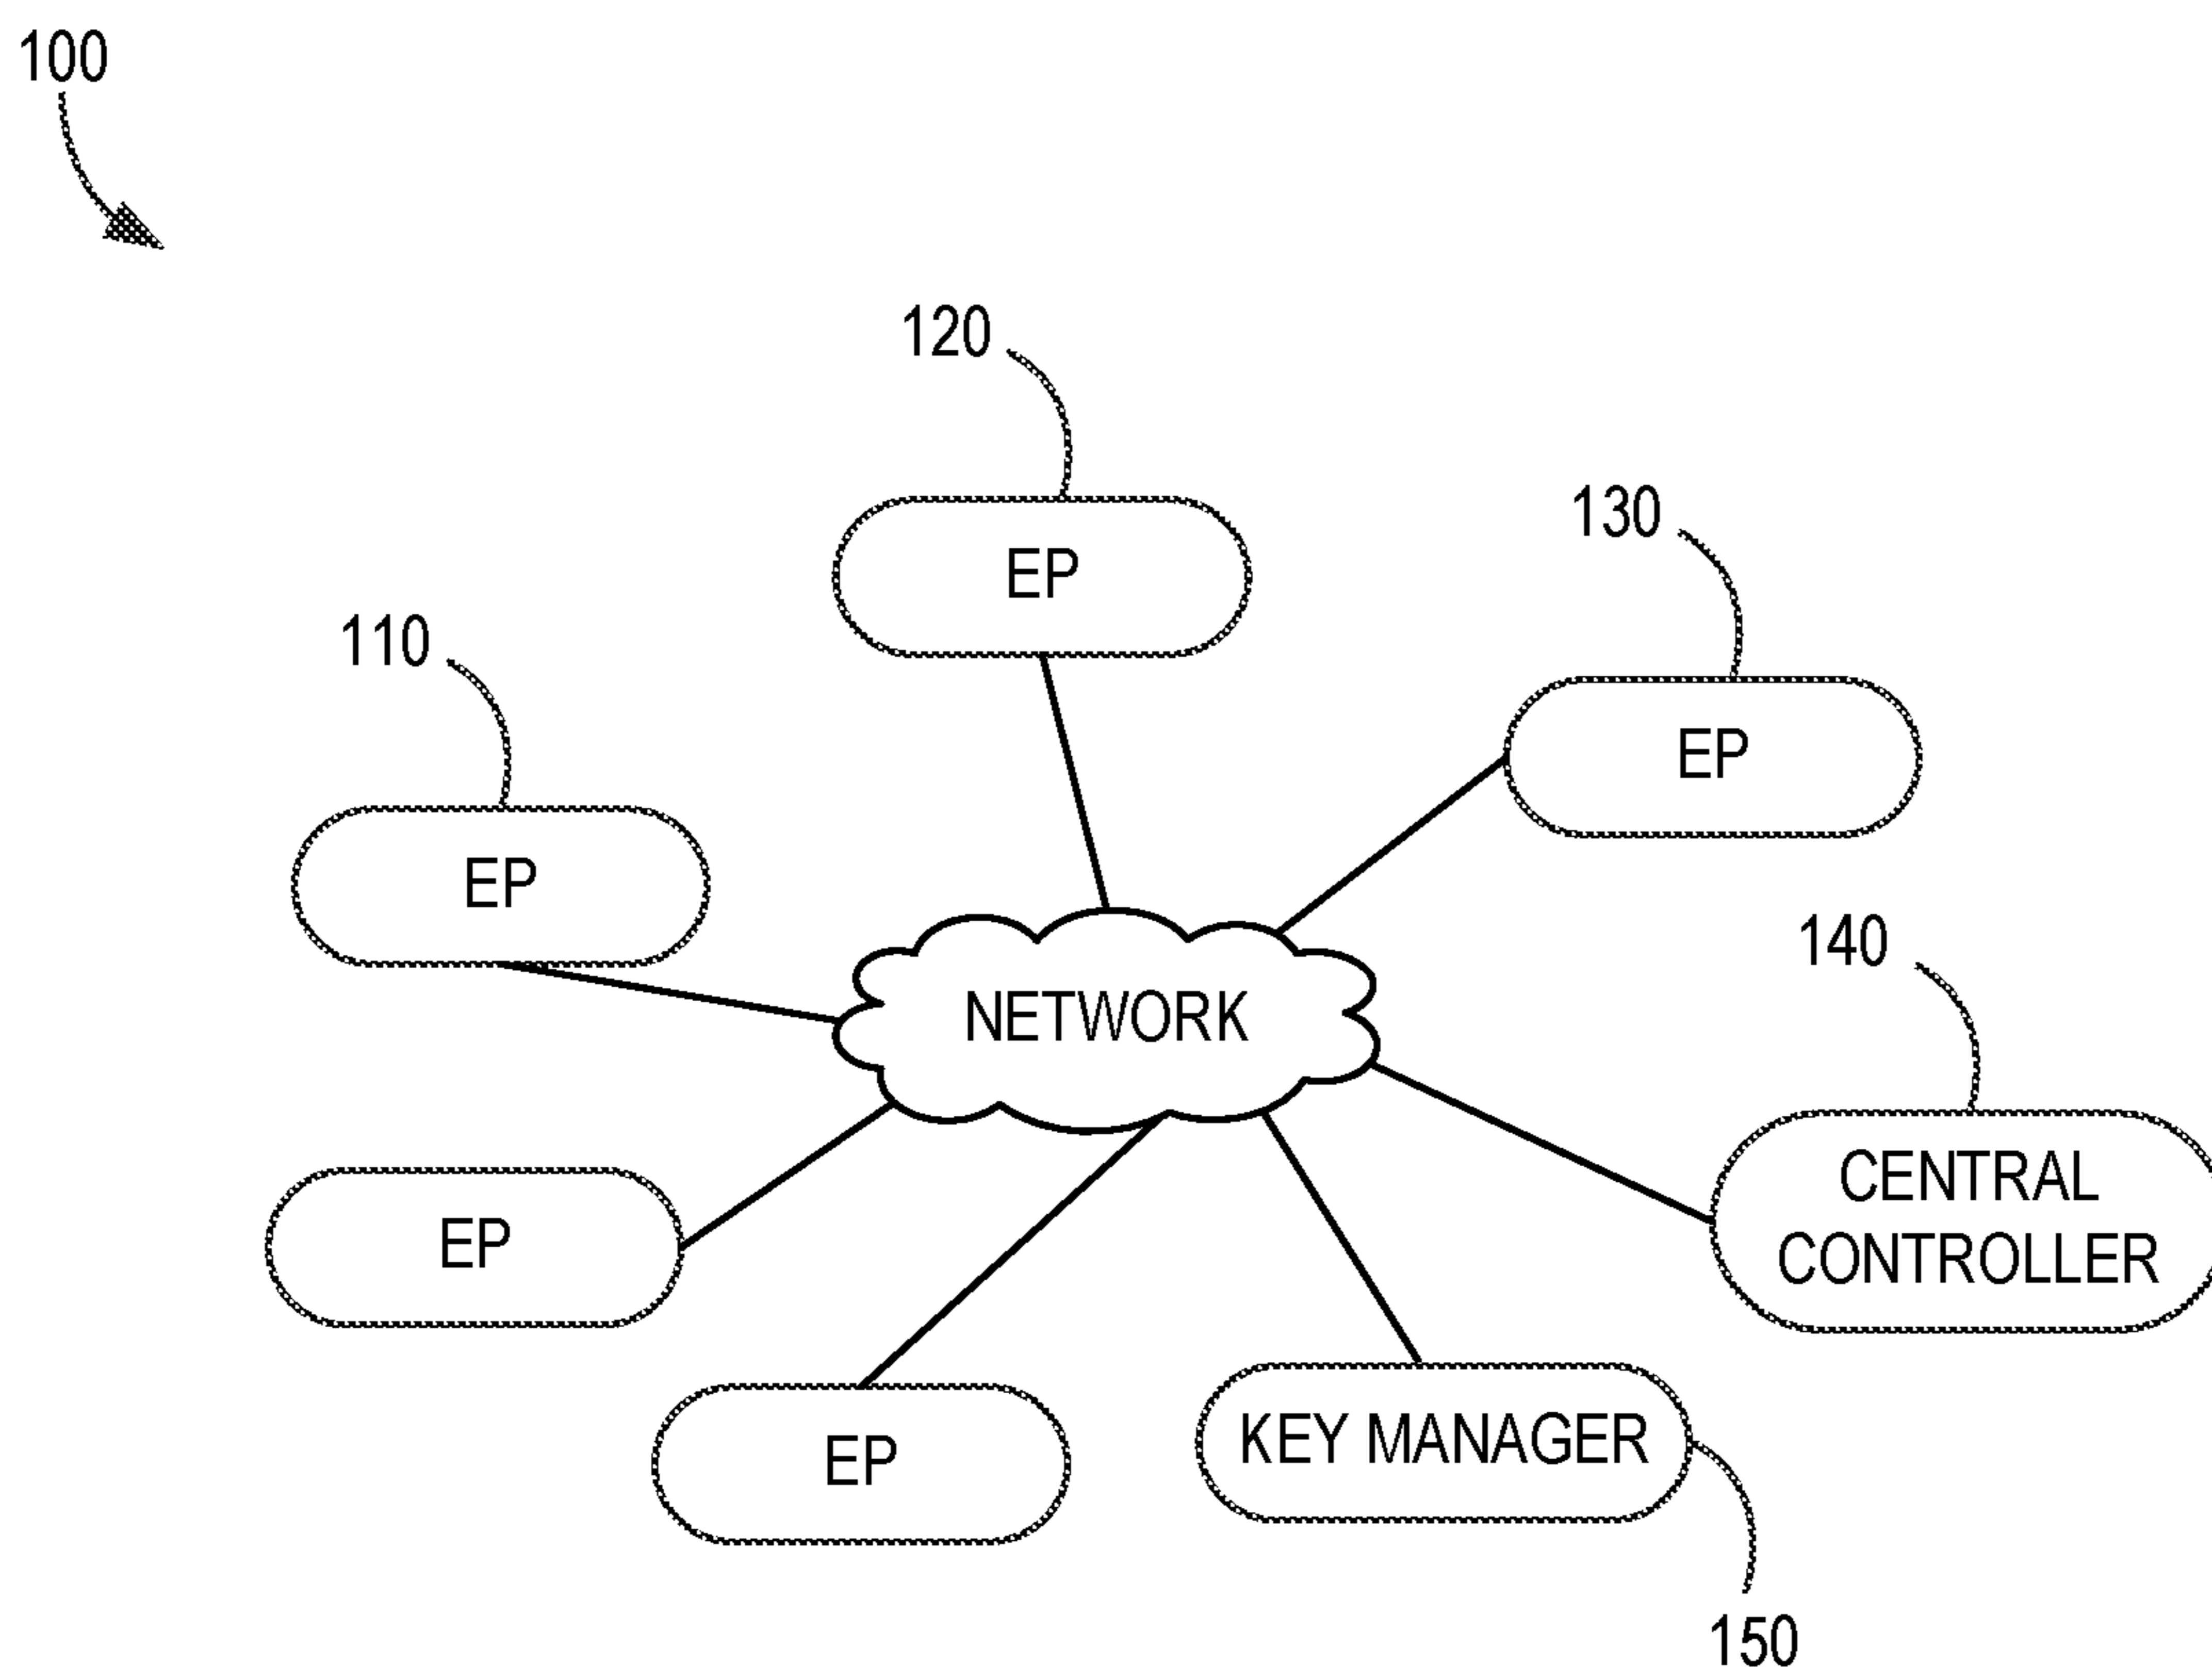 100
120
EP
130
EP
110
EP
NETWORK
140
CENTRAL
CONTROLLER
EP
EP
KEY MANAGER
150